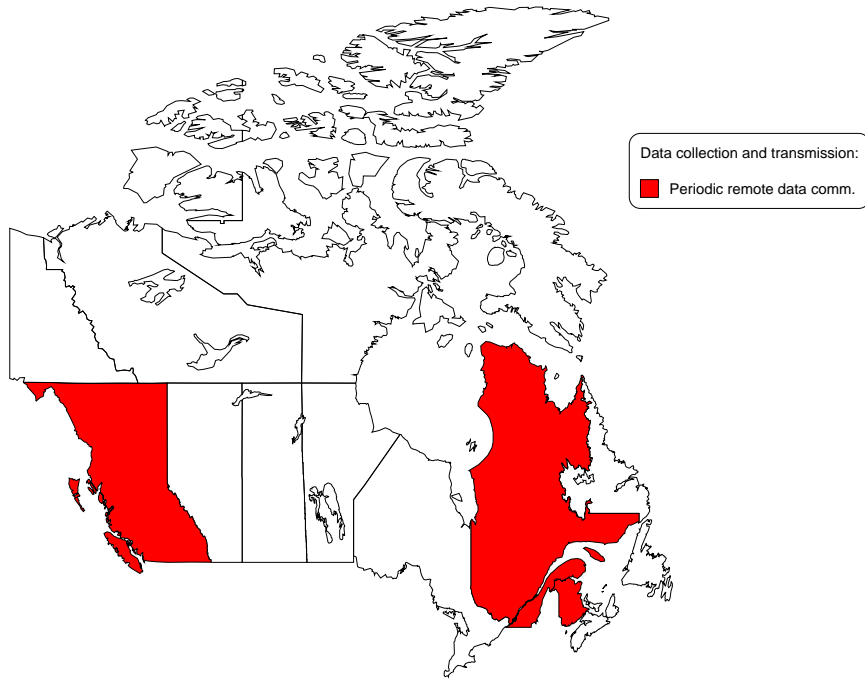 Data collection and transmission:
Periodic remote data comm.